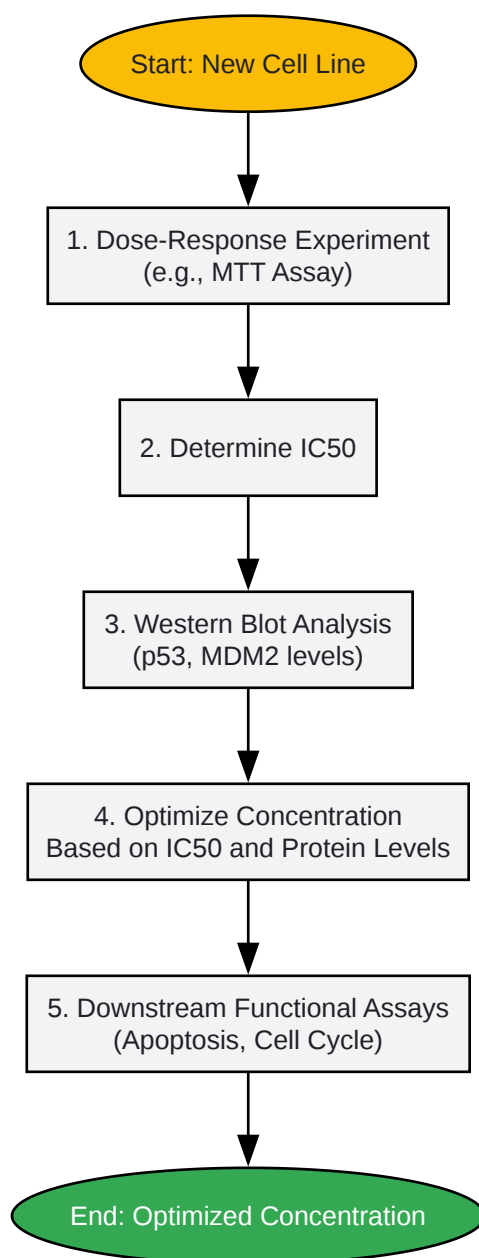 Start: New Cell Line
1. Dose-Response Experiment
(e.g., MTT Assay)
2. Determine IC50
3. Western Blot Analysis
(p53, MDM2 levels)
4. Optimize Concentration
Based on IC50 and Protein Levels
5. Downstream Functional Assays
(Apoptosis, Cell Cycle)
End: Optimized Concentration